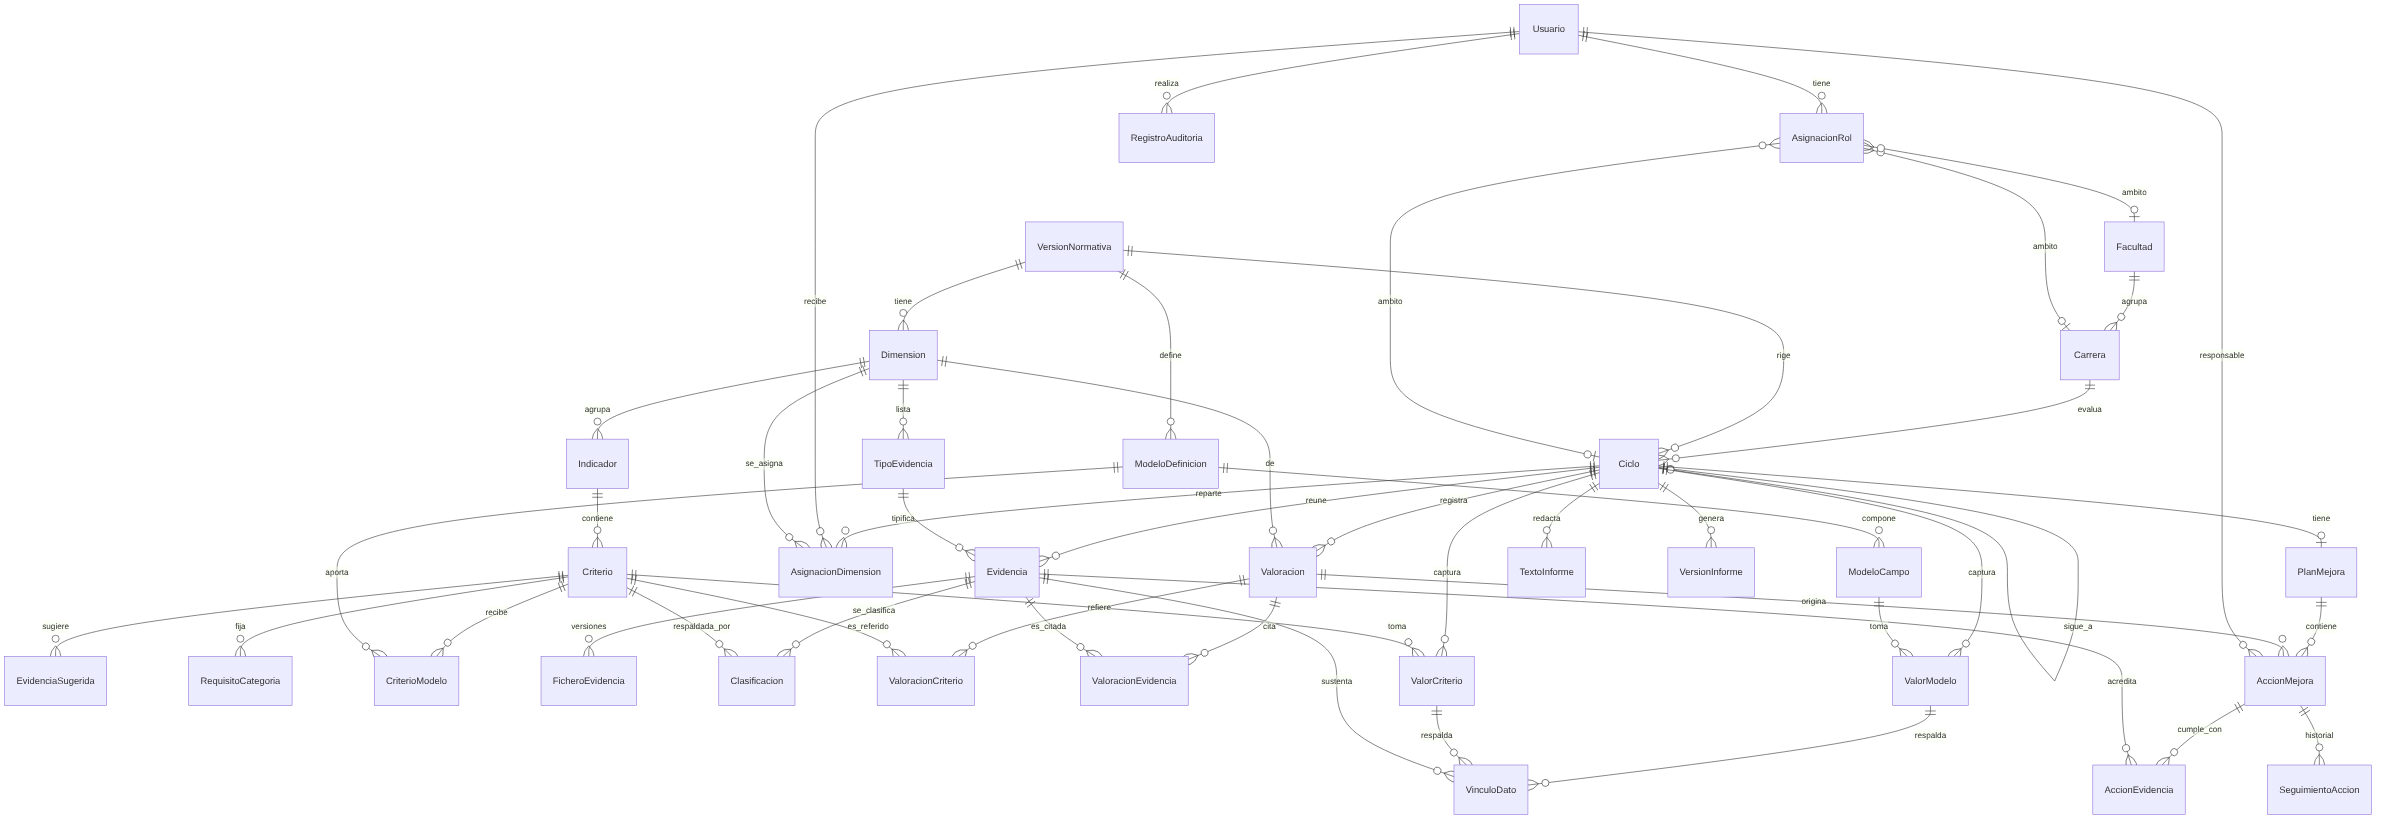 Usuario
realiza
tiene
RegistroAuditoria
AsignacionRol
ambito
VersionNormativa
ambito
Facultad
tiene
recibe
define
ambito
rige
agrupa
responsable
Dimension
Carrera
agrupa
lista
evalua
Indicador
se_asigna
TipoEvidencia
ModeloDefinicion
de
Ciclo
reparte
reune
registra
contiene
tipifica
redacta
genera
compone
tiene
Criterio
AsignacionDimension
Evidencia
Valoracion
TextoInforme
VersionInforme
ModeloCampo
PlanMejora
aporta
captura
captura
origina
sugiere
fija
recibe
respaldada_por
versiones
se_clasifica
es_referido
refiere
es_citada
cita
toma
toma
sigue_a
contiene
EvidenciaSugerida
RequisitoCategoria
CriterioModelo
FicheroEvidencia
Clasificacion
ValoracionCriterio
ValoracionEvidencia
sustenta
ValorCriterio
ValorModelo
acredita
AccionMejora
respalda
respalda
cumple_con
historial
VinculoDato
AccionEvidencia
SeguimientoAccion